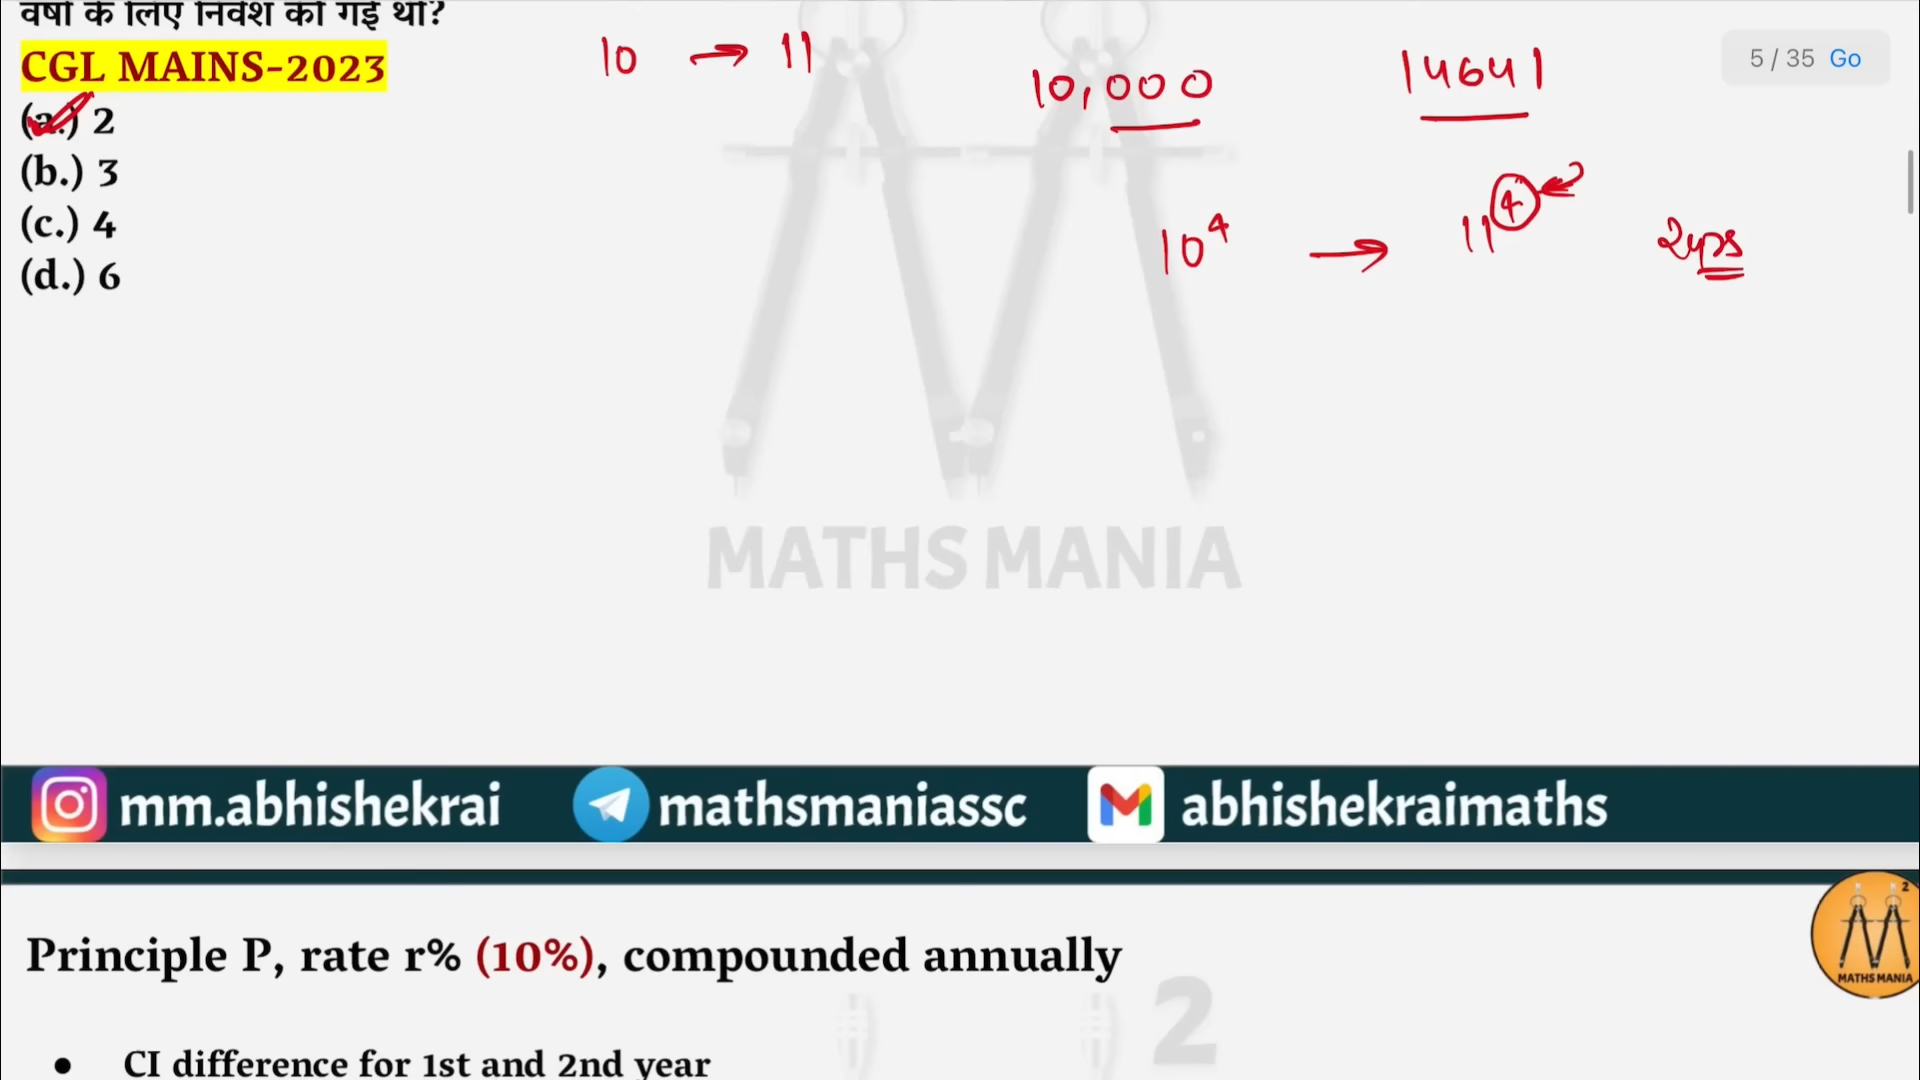 वर्षों के लिए निवेश की गई थी?
CGL MAINS-2023
(a.) 2
(b.) 3
(c.) 4
(d.) 6
10 → 11
10,000
14641
10⁴ → 11⁴
2yrs
5 / 35 Go
MATHS MANIA
mm.abhishekrai
mathsmaniassc
abhishekraimaths
Principle P, rate r% (10%), compounded annually
2
MATHS MANIA
2
• CI difference for 1st and 2nd year